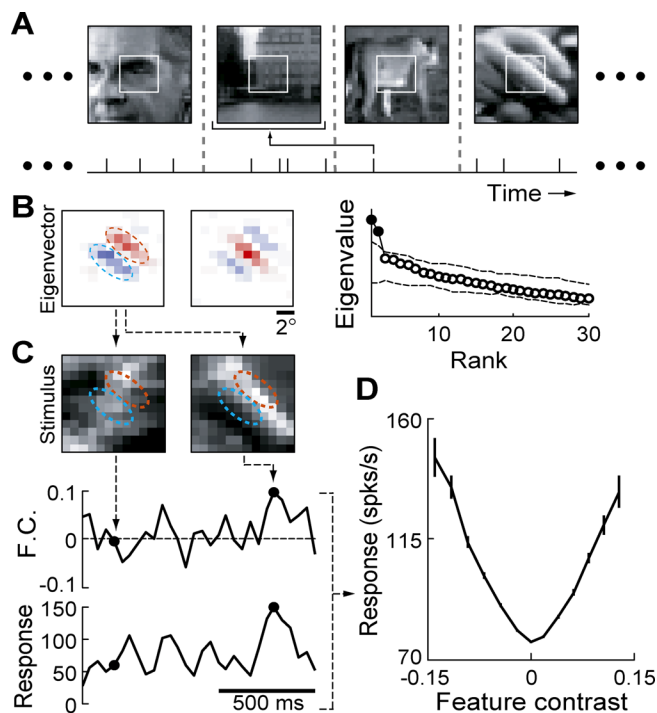 A
Time
B
Eigenvector
2°
Eigenvalue
10 20 30
Rank
C
Stimulus
D
160
115
70
Response (spks/s)
-0.15 0 0.15
Feature contrast
0.1
0
-0.1
F.C.
150
100
50
0
Response
500 ms